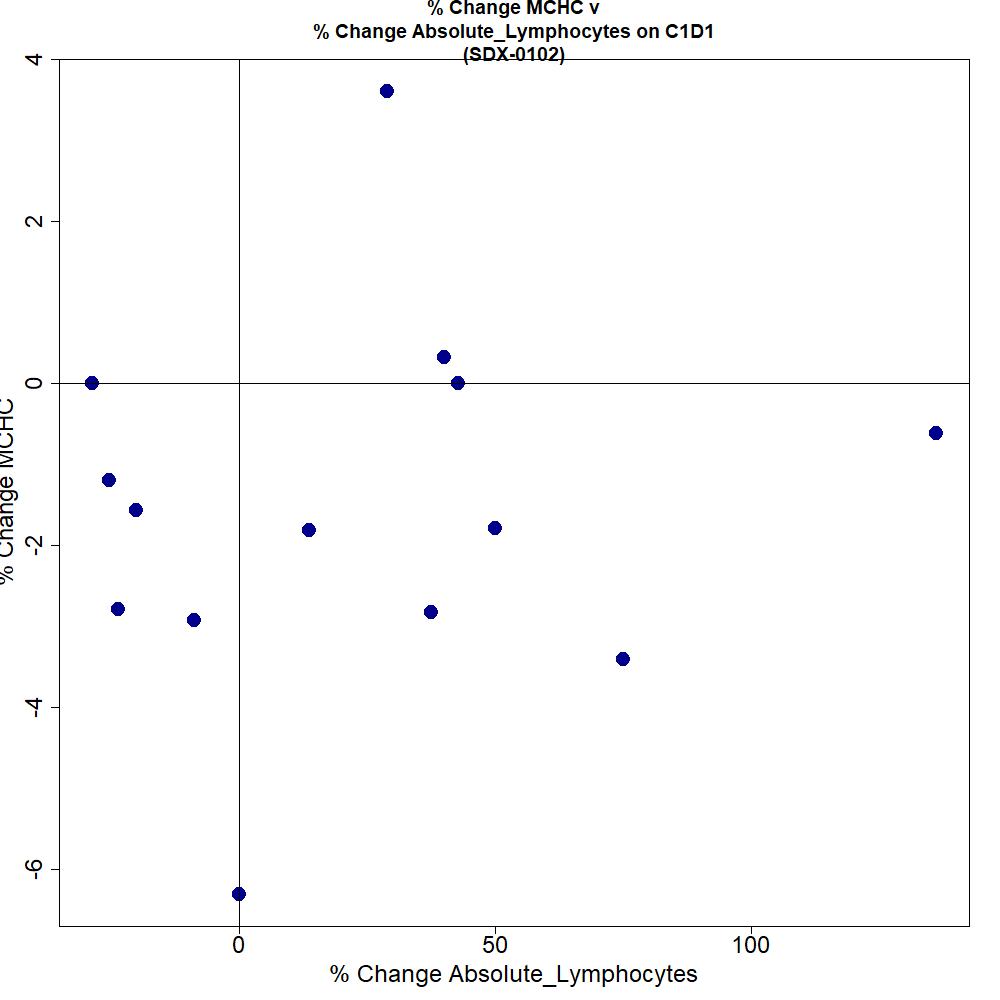 % Change MCHC v
% Change Absolute_Lymphocytes on C1D1
(SDX-0102)
4
2
0
-2
-4
-6
% Change MCHC
0
50
100
% Change Absolute_Lymphocytes